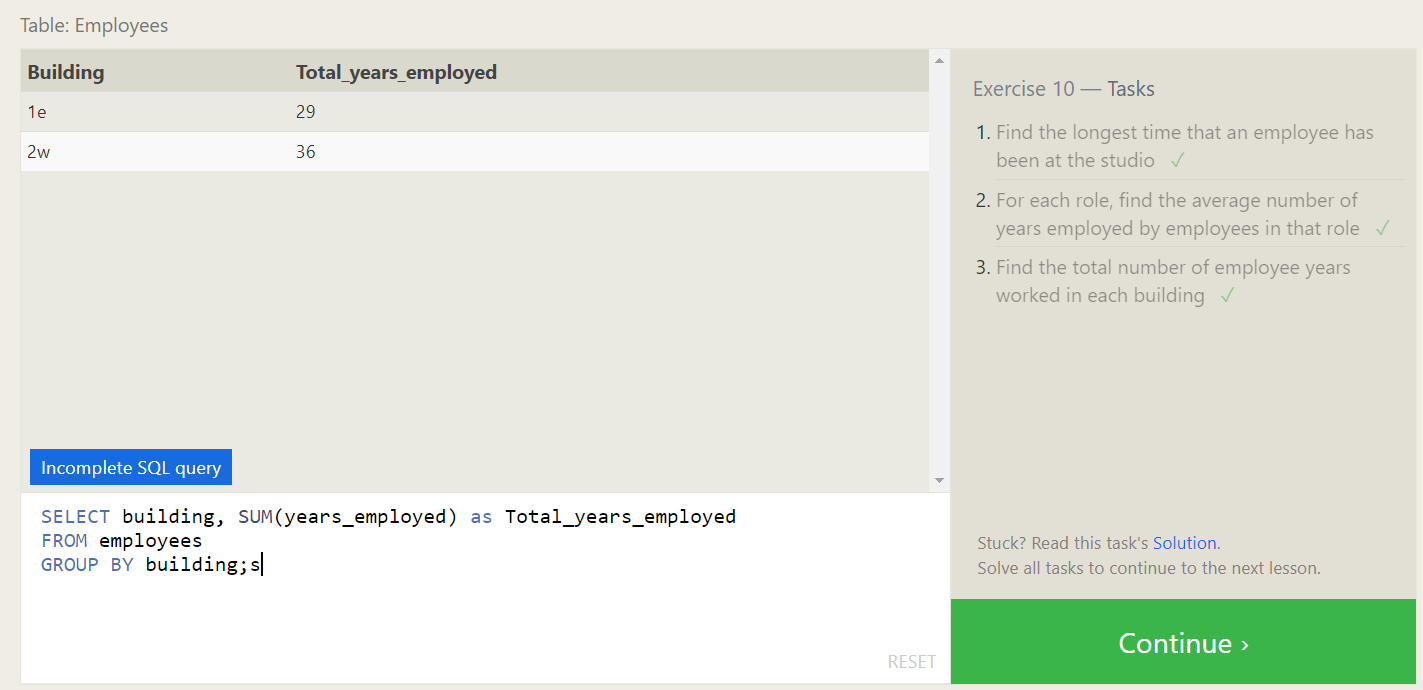 Table: Employees
Building Total_years_employed
1e 29
2w 36
Incomplete SQL query
SELECT building, SUM(years_employed) as Total_years_employed
FROM employees
GROUP BY building;s
RESET
Exercise 10 — Tasks
1. Find the longest time that an employee has
been at the studio ✓
2. For each role, find the average number of
years employed by employees in that role ✓
3. Find the total number of employee years
worked in each building ✓
Stuck? Read this task's Solution.
Solve all tasks to continue to the next lesson.
Continue ›